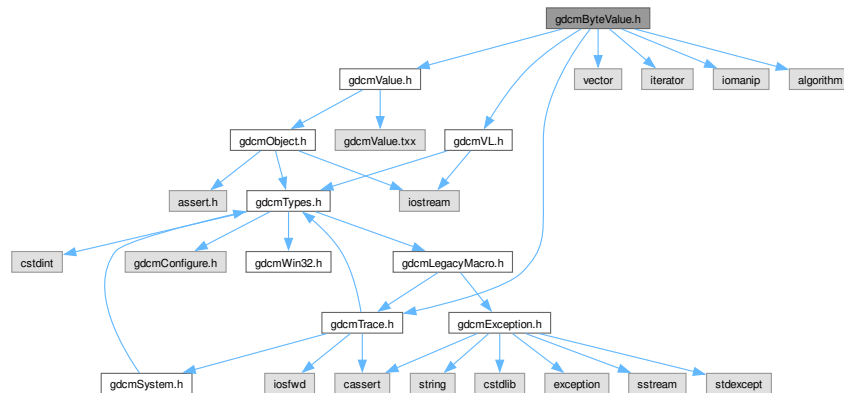 gdcmByteValue.h
gdcmValue.h
vector
iterator
iomanip
algorithm
gdcmObject.h
gdcmValue.txx
gdcmVL.h
assert.h
gdcmTypes.h
iostream
cstdint
gdcmConfigure.h
gdcmWin32.h
gdcmLegacyMacro.h
gdcmTrace.h
gdcmException.h
gdcmSystem.h
iosfwd
cassert
string
cstdlib
exception
sstream
stdexcept